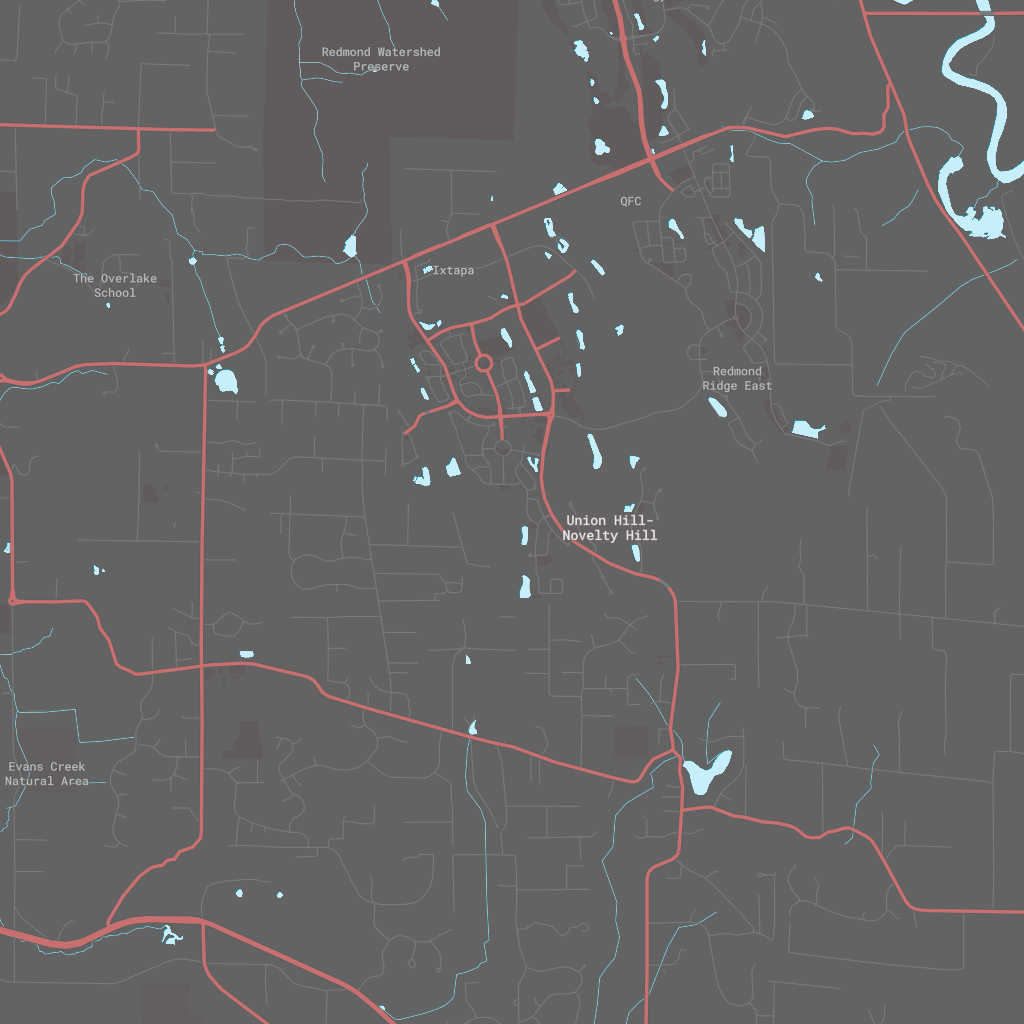 Redmond Watershed
Preserve
QFC
Ixtapa
The Overlake
School
Redmond
Ridge East
Union Hill-
Novelty Hill
Evans Creek
Natural Area